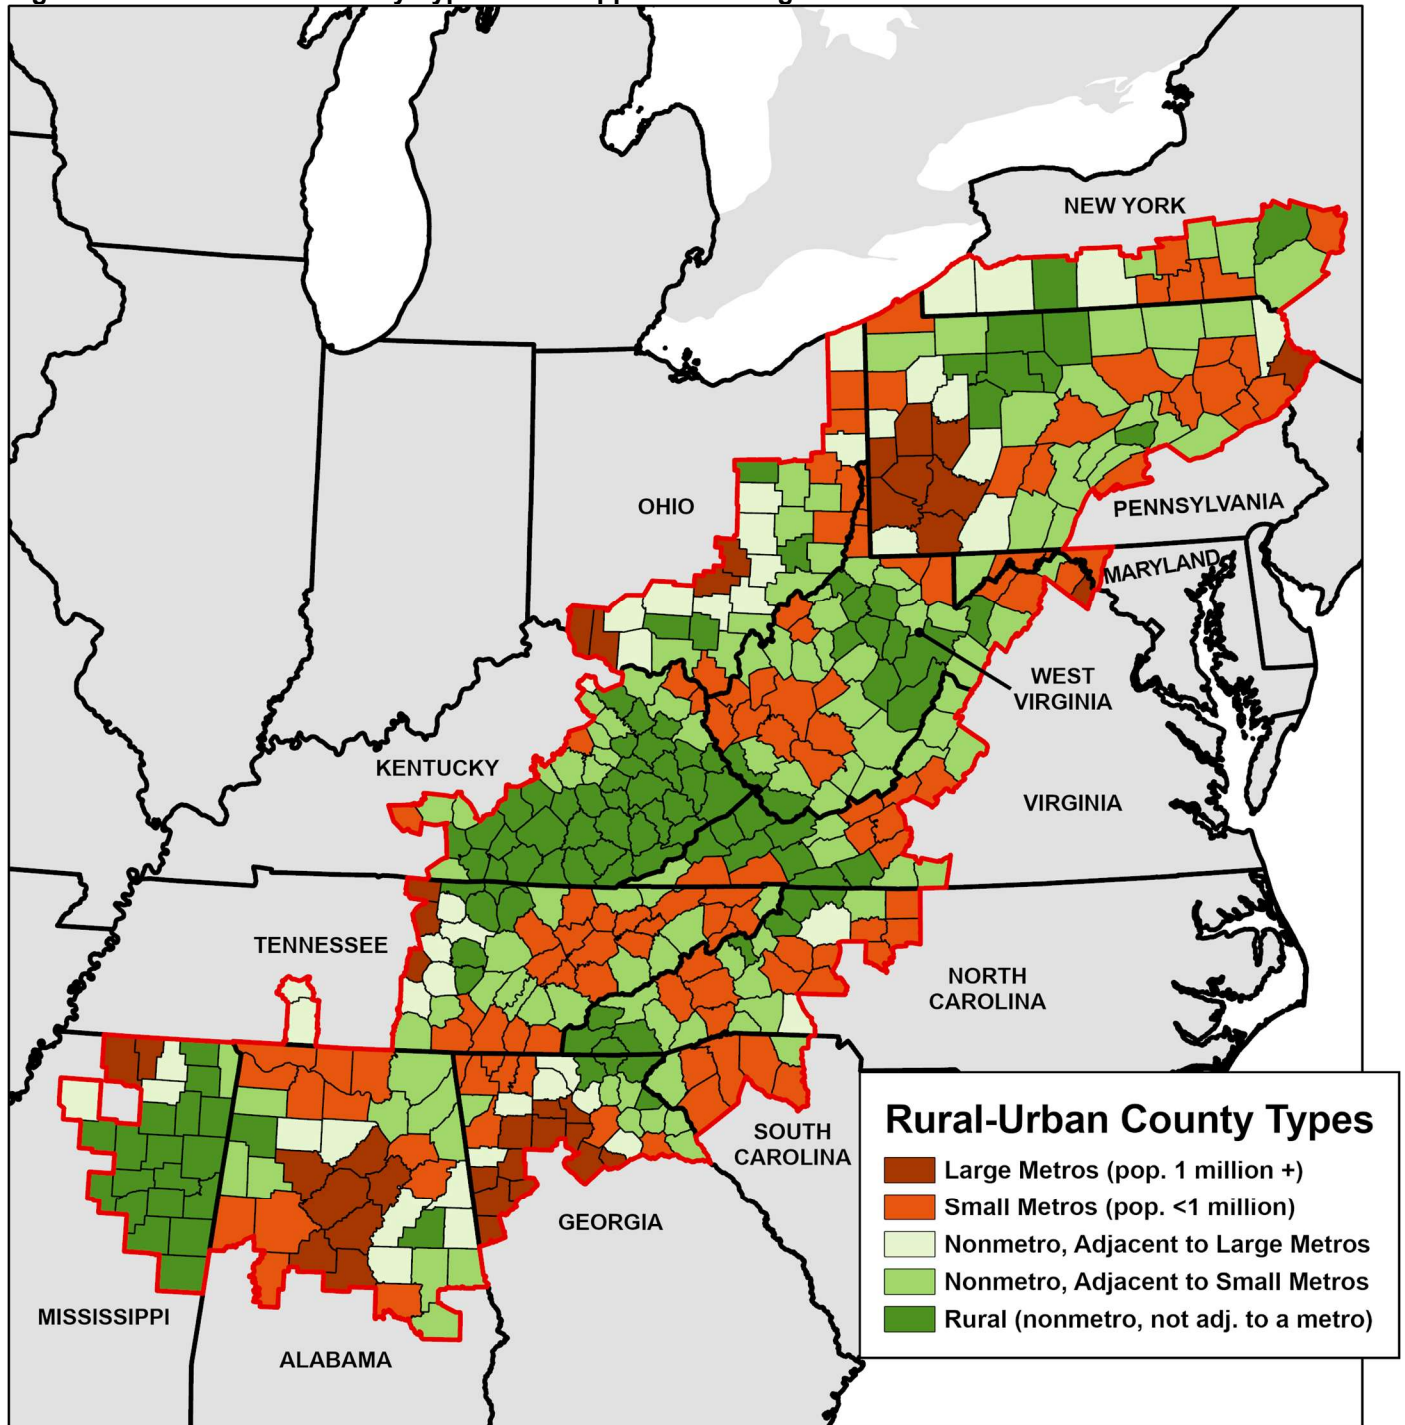 NEW YORK
OHIO
PENNSYLVANIA
MARYLAND
WEST
VIRGINIA
KENTUCKY
VIRGINIA
TENNESSEE
NORTH
CAROLINA
SOUTH
CAROLINA
GEORGIA
MISSISSIPPI
ALABAMA
Rural-Urban County Types
Large Metros (pop. 1 million +)
Small Metros (pop. <1 million)
Nonmetro, Adjacent to Large Metros
Nonmetro, Adjacent to Small Metros
Rural (nonmetro, not adj. to a metro)